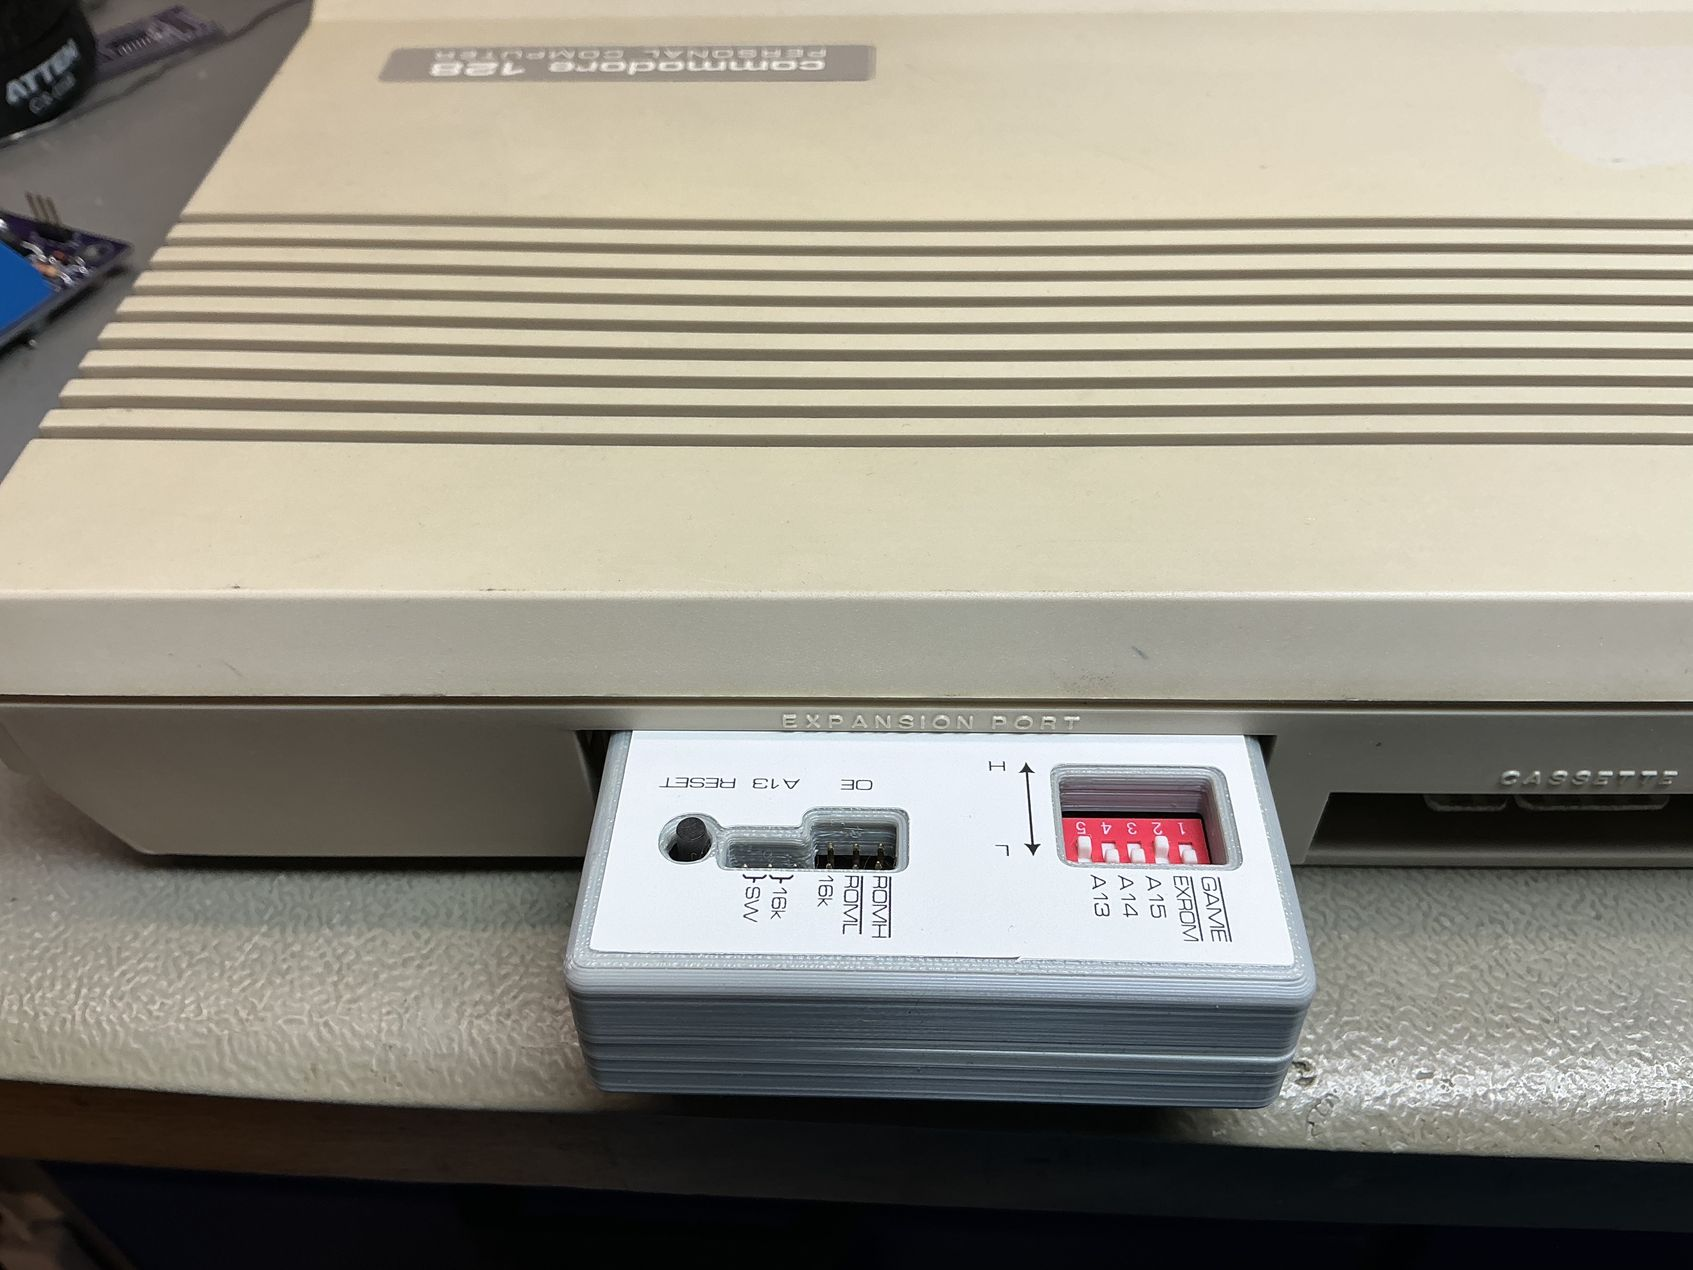 ATTEN
commodore 128
PERSONAL COMPUTER
EXPANSION PORT
CASSETTE
RESET
A13
OE
H
L
5 4 3 2 1
}SW
}16k
16k
ROML
ROMH
A13
A14
A15
EXROM
GAME